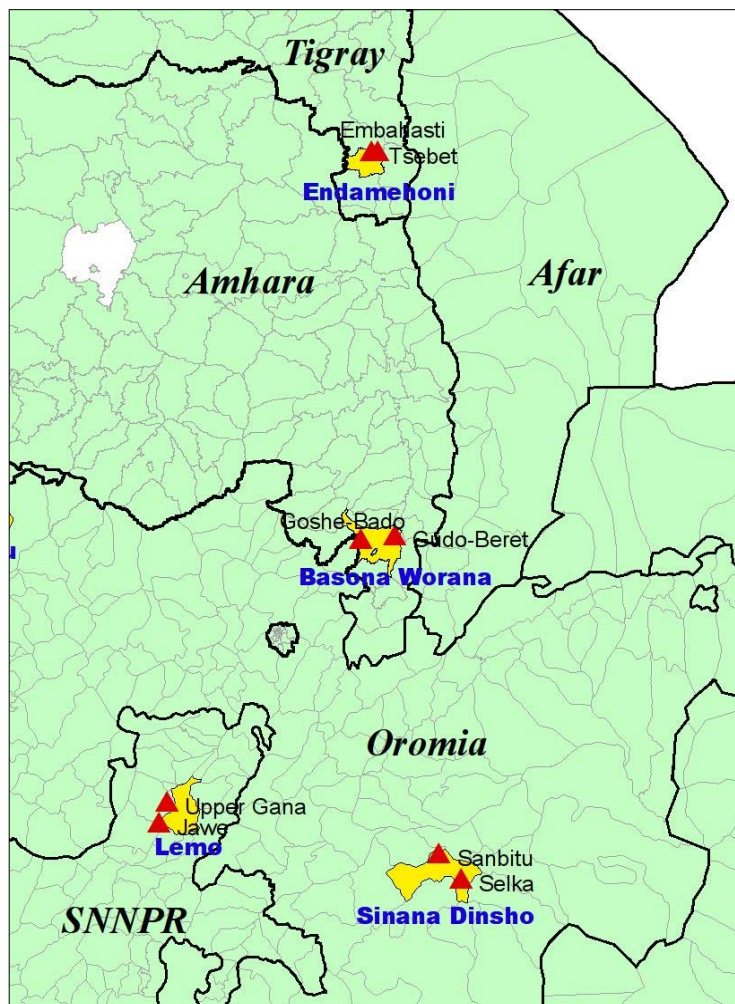 Tigray
Embahasti
Tsebet
Endamehoni
Amhara
Afar
Goshe-Bado
Gudo-Beret
u
Basona Worana
Oromia
Upper Gana
Jawe
Lemo
Sanbitu
Selka
SNNPR
Sinana Dinsho